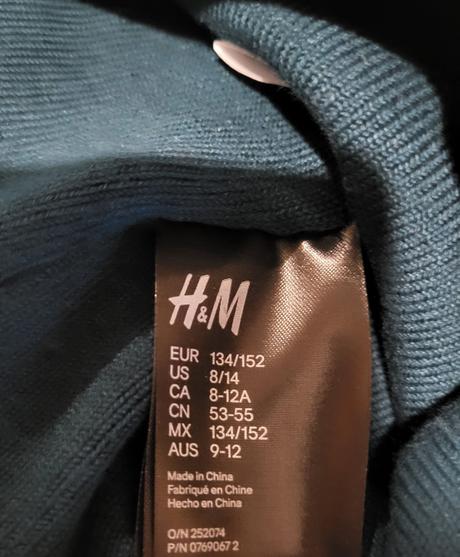 H&M
EUR 134/152
US 8/14
CA 8-12A
CN 53-55
MX 134/152
AUS 9-12
Made in China
Fabriqué en Chine
Hecho en China
O/N 252074
P/N 0769067 2